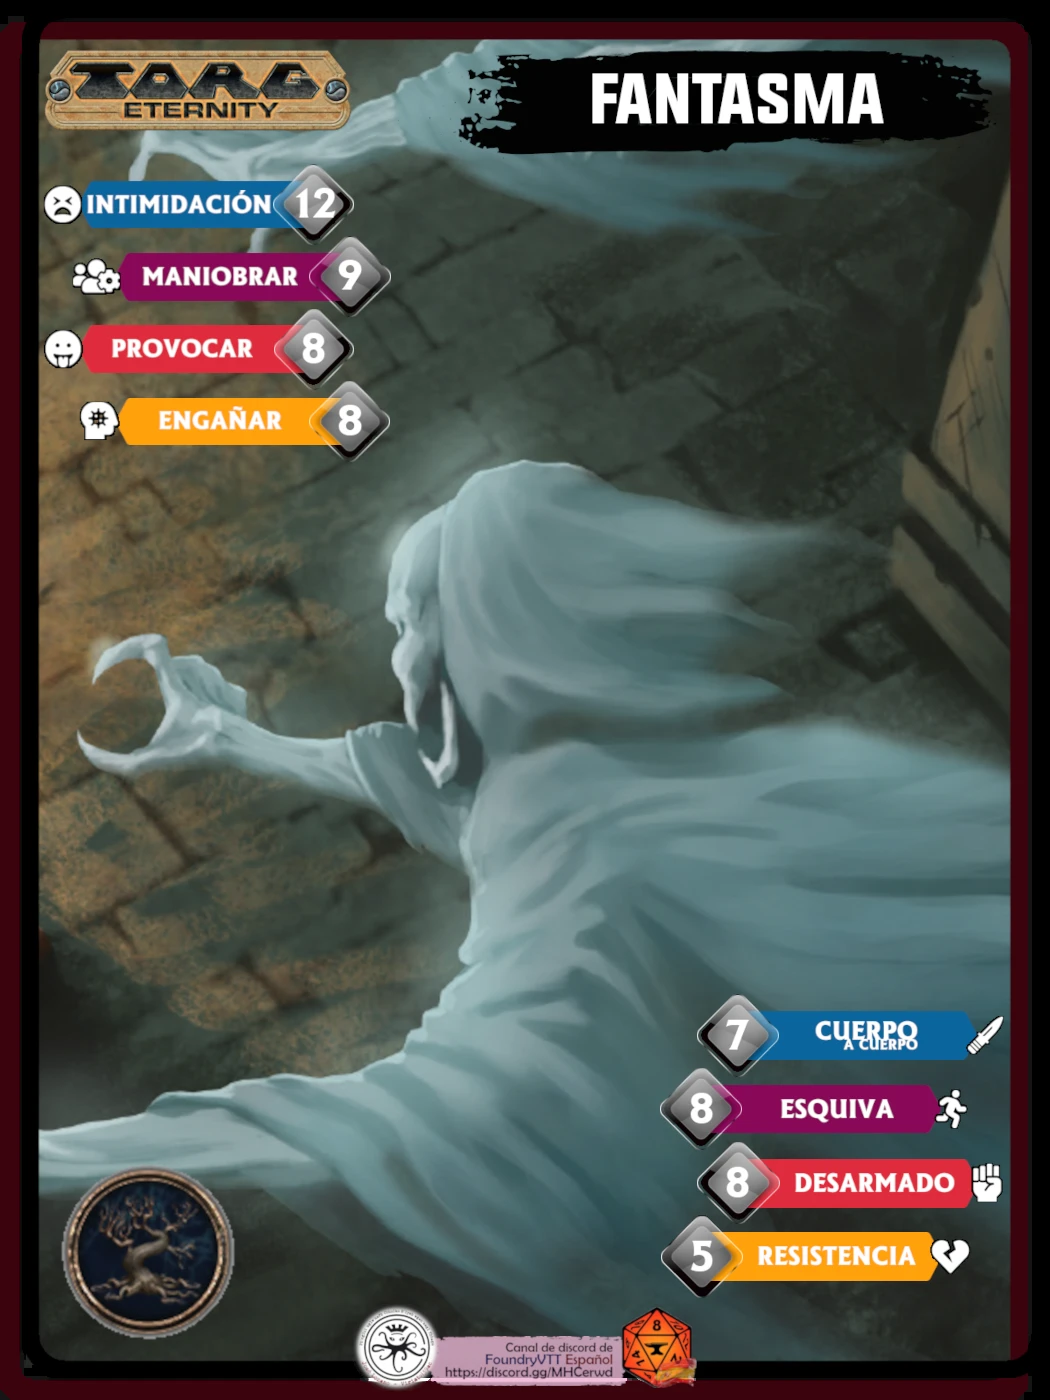 TORG
ETERNITY
FANTASMA
INTIMIDACIÓN 12
MANIOBRAR 9
PROVOCAR 8
ENGAÑAR 8
7 CUERPO
A CUERPO
8 ESQUIVA
8 DESARMADO
5 RESISTENCIA
Canal de discord de
FoundryVTT Español
https://discord.gg/MHCerwd
8